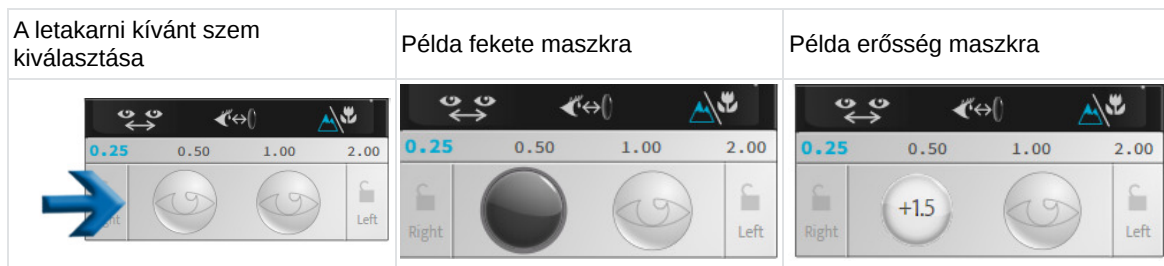 A letakarni kívánt szem
kiválasztása
Példa fekete maszkra
Példa erősség maszkra
0.25 0.50 1.00 2.00
Left
0.25 0.50 1.00 2.00
Right Left
0.25 0.50 1.00 2.00
Right +1.5 Left